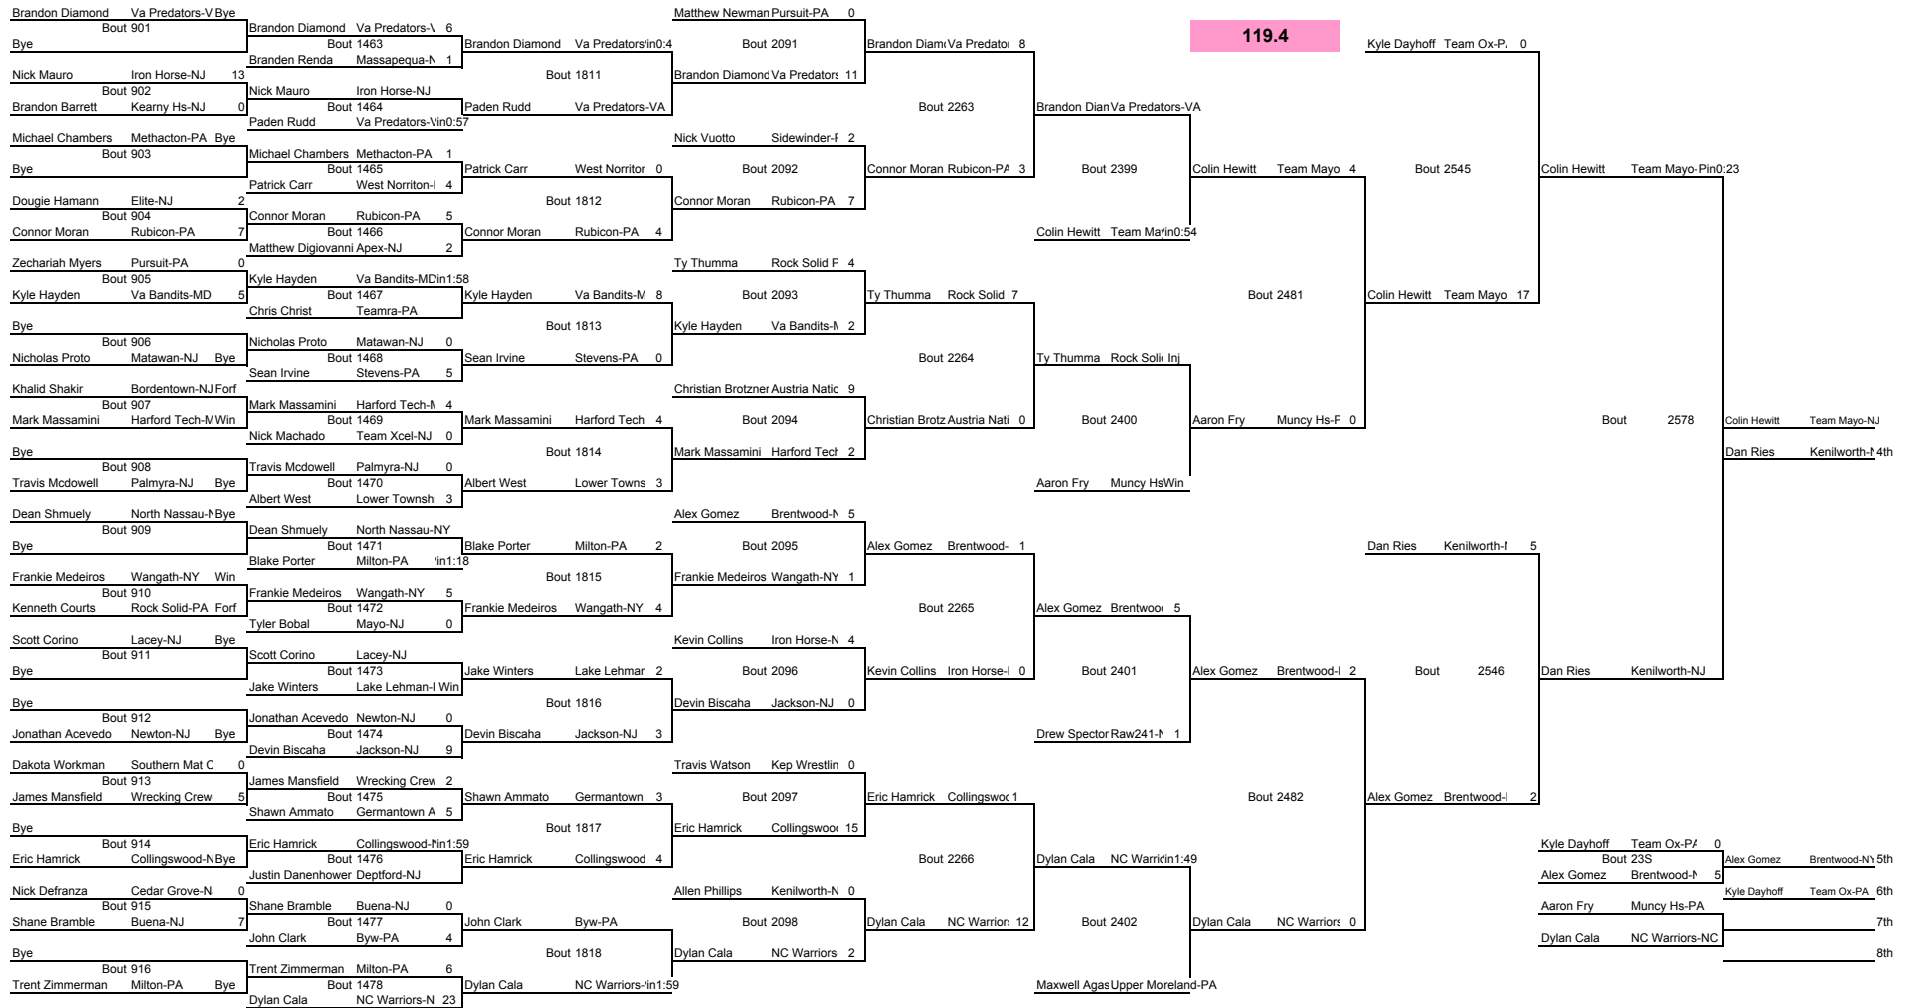 Brandon Diamond Va Predators-V Bye
Bout 901
Bye
Nick Mauro Iron Horse-NJ 13
Bout 902
Brandon Barrett Kearny Hs-NJ 0
Michael Chambers Methacton-PA Bye
Bout 903
Bye
Dougie Hamann Elite-NJ 2
Bout 904
Connor Moran Rubicon-PA 7
Zechariah Myers Pursuit-PA 0
Bout 905
Kyle Hayden Va Bandits-MD 5
Bye
Bout 906
Nicholas Proto Matawan-NJ Bye
Khalid Shakir Bordentown-NJ Forf
Bout 907
Mark Massamini Harford Tech-M Win
Bye
Bout 908
Travis Mcdowell Palmyra-NJ Bye
Dean Shmuely North Nassau-N Bye
Bout 909
Bye
Frankie Medeiros Wangath-NY Win
Bout 910
Kenneth Courts Rock Solid-PA Forf
Scott Corino Lacey-NJ Bye
Bout 911
Bye
Bye
Bout 912
Jonathan Acevedo Newton-NJ Bye
Dakota Workman Southern Mat C 0
Bout 913
James Mansfield Wrecking Crew 5
Bye
Bout 914
Eric Hamrick Collingswood-N Bye
Nick Defranza Cedar Grove-N 0
Bout 915
Shane Bramble Buena-NJ 7
Bye
Bout 916
Trent Zimmerman Milton-PA Bye
Brandon Diamond Va Predators-V 6
Bout 1463
Branden Renda Massapequa-N 1
Nick Mauro Iron Horse-NJ
Bout 1464
Paden Rudd Va Predators-V in0:57
Michael Chambers Methacton-PA 1
Bout 1465
Patrick Carr West Norriton-I 4
Connor Moran Rubicon-PA 5
Bout 1466
Matthew Digiovanni Apex-NJ 2
Kyle Hayden Va Bandits-MD in1:58
Bout 1467
Chris Christ Teamra-PA
Nicholas Proto Matawan-NJ 0
Bout 1468
Sean Irvine Stevens-PA 5
Mark Massamini Harford Tech-M 4
Bout 1469
Nick Machado Team Xcel-NJ 0
Travis Mcdowell Palmyra-NJ 0
Bout 1470
Albert West Lower Townsh 3
Dean Shmuely North Nassau-NY
Bout 1471
Blake Porter Milton-PA in1:18
Frankie Medeiros Wangath-NY 5
Bout 1472
Tyler Bobal Mayo-NJ 0
Scott Corino Lacey-NJ
Bout 1473
Jake Winters Lake Lehman-I Win
Jonathan Acevedo Newton-NJ 0
Bout 1474
Devin Biscaha Jackson-NJ 9
James Mansfield Wrecking Crew 2
Bout 1475
Shawn Ammato Germantown A 5
Eric Hamrick Collingswood-N in1:59
Bout 1476
Justin Danenhower Deptford-NJ
Shane Bramble Buena-NJ 0
Bout 1477
John Clark Byw-PA 4
Trent Zimmerman Milton-PA 6
Bout 1478
Dylan Cala NC Warriors-N 23
Brandon Diamond Va Predators in0:4
Bout 1811
Paden Rudd Va Predators-VA
Patrick Carr West Norriton 0
Bout 1812
Connor Moran Rubicon-PA 4
Kyle Hayden Va Bandits-M 8
Bout 1813
Sean Irvine Stevens-PA 0
Mark Massamini Harford Tech 4
Bout 1814
Albert West Lower Towns 3
Blake Porter Milton-PA 2
Bout 1815
Frankie Medeiros Wangath-NY 4
Jake Winters Lake Lehmar 2
Bout 1816
Devin Biscaha Jackson-NJ 3
Shawn Ammato Germantown 3
Bout 1817
Eric Hamrick Collingswood 4
John Clark Byw-PA
Bout 1818
Dylan Cala NC Warriors- in1:59
Matthew Newman Pursuit-PA 0
Bout 2091
Brandon Diamond Va Predators 11
Nick Vuotto Sidewinder-F 2
Bout 2092
Connor Moran Rubicon-PA 7
Ty Thumma Rock Solid P 4
Bout 2093
Kyle Hayden Va Bandits-M 2
Christian Brotzner Austria Natic 9
Bout 2094
Mark Massamini Harford Tech 2
Alex Gomez Brentwood-N 5
Bout 2095
Frankie Medeiros Wangath-NY 1
Kevin Collins Iron Horse-N 4
Bout 2096
Devin Biscaha Jackson-NJ 0
Travis Watson Kep Wrestlin 0
Bout 2097
Eric Hamrick Collingswood 15
Allen Phillips Kenilworth-N 0
Bout 2098
Dylan Cala NC Warriors 2
Brandon Diamo Va Predator 8
Bout 2263
Connor Moran Rubicon-PA 3
Ty Thumma Rock Solid 7
Bout 2264
Christian Brotz Austria Nati 0
Alex Gomez Brentwood- 1
Bout 2265
Kevin Collins Iron Horse-I 0
Eric Hamrick Collingswoo 1
Bout 2266
Dylan Cala NC Warrior 12
Brandon Dian Va Predators-VA
Bout 2399
Colin Hewitt Team May in0:54
Ty Thumma Rock Soli Inj
Bout 2400
Aaron Fry Muncy Hs Win
Alex Gomez Brentwood 5
Bout 2401
Drew Spector Raw241-N 1
Dylan Cala NC Warri in1:49
Bout 2402
Maxwell Agas Upper Moreland-PA
119.4
Colin Hewitt Team Mayo 4
Bout 2481
Aaron Fry Muncy Hs-F 0
Alex Gomez Brentwood-I 2
Bout 2482
Dylan Cala NC Warriors 0
Kyle Dayhoff Team Ox-P. 0
Bout 2545
Colin Hewitt Team Mayo 17
Dan Ries Kenilworth-N 5
Bout 2546
Alex Gomez Brentwood-I 2
Colin Hewitt Team Mayo- Pin0:23
Bout 2578
Dan Ries Kenilworth-NJ
Colin Hewitt Team Mayo-NJ
Dan Ries Kenilworth-N 4th
Kyle Dayhoff Team Ox-PA 0
Bout 23S
Alex Gomez Brentwood-N 5
Alex Gomez Brentwood-NY 5th
Kyle Dayhoff Team Ox-PA 6th
Aaron Fry Muncy Hs-PA
7th
Dylan Cala NC Warriors-NC
8th